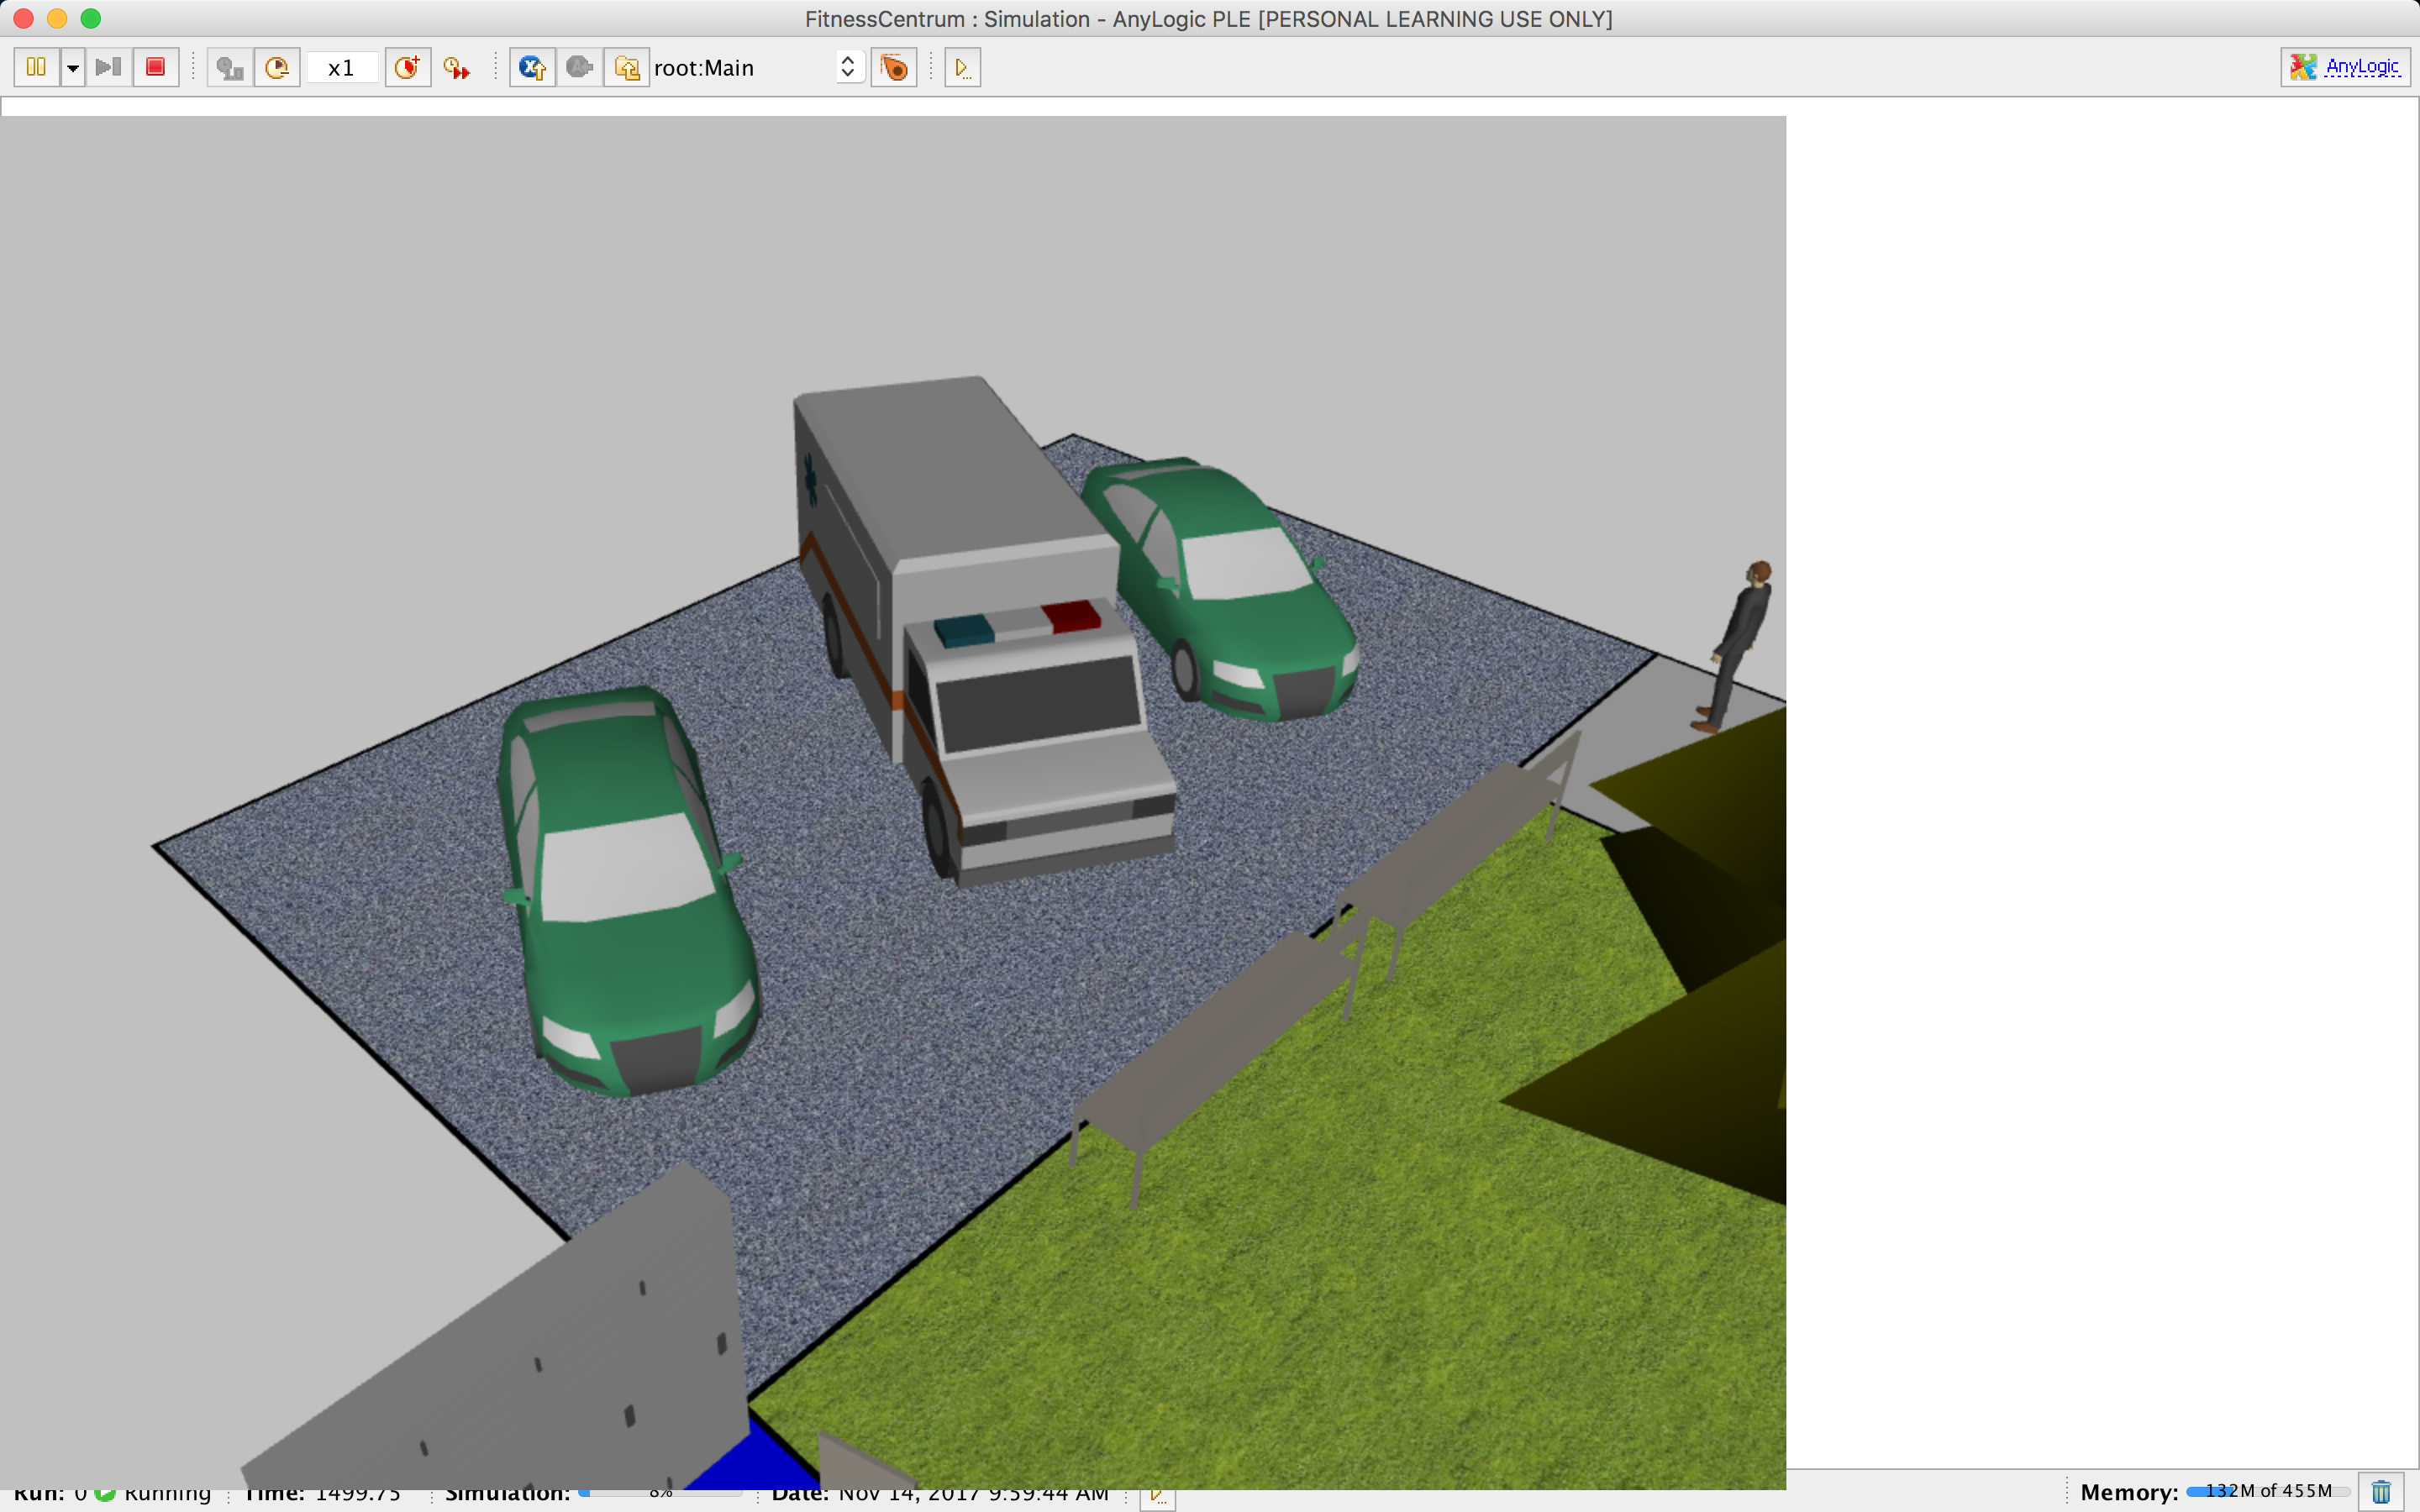 FitnessCentrum : Simulation - AnyLogic PLE [PERSONAL LEARNING USE ONLY]
x1
root:Main
AnyLogic
Run: 0 Running Time: 1499.75 Simulation: 8% Date: Nov 14, 2017 9:59:44 AM Memory: 132M of 455M